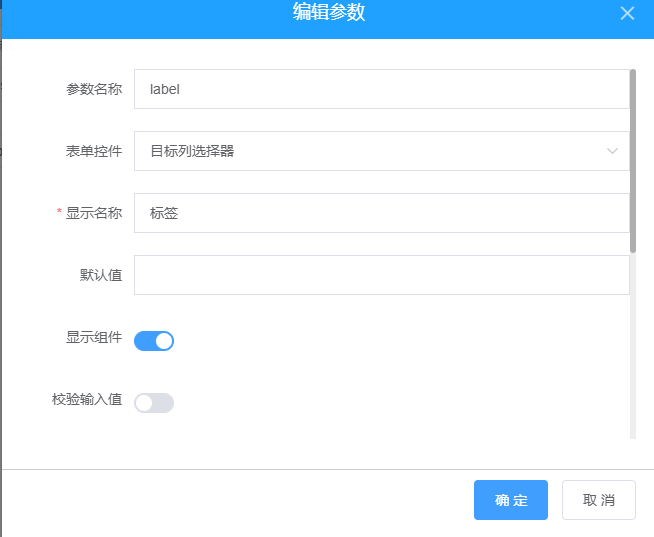 编辑参数
参数名称 label
表单控件 目标列选择器
* 显示名称 标签
默认值
显示组件
校验输入值
确 定 取 消